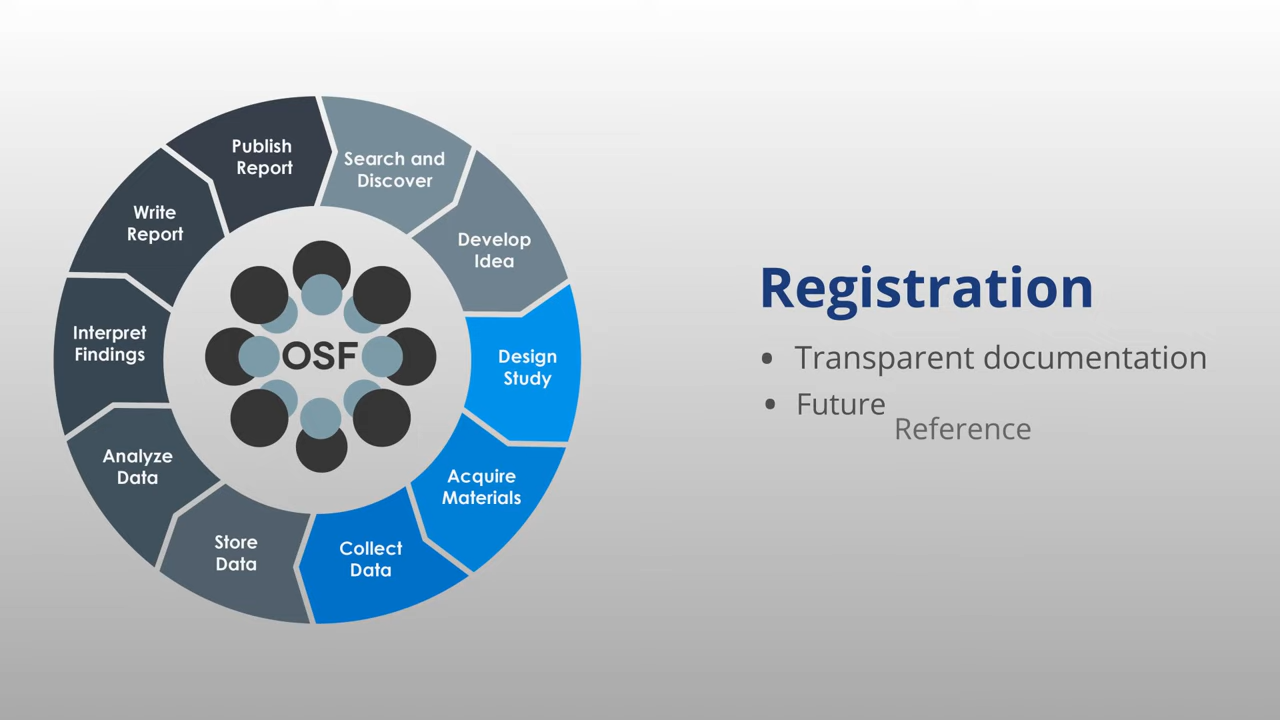 Publish
Report
Search and
Discover
Develop
Idea
Design
Study
Acquire
Materials
Collect
Data
Store
Data
Analyze
Data
Interpret
Findings
Write
Report
OSF
Registration
• Transparent documentation
• Future
Reference